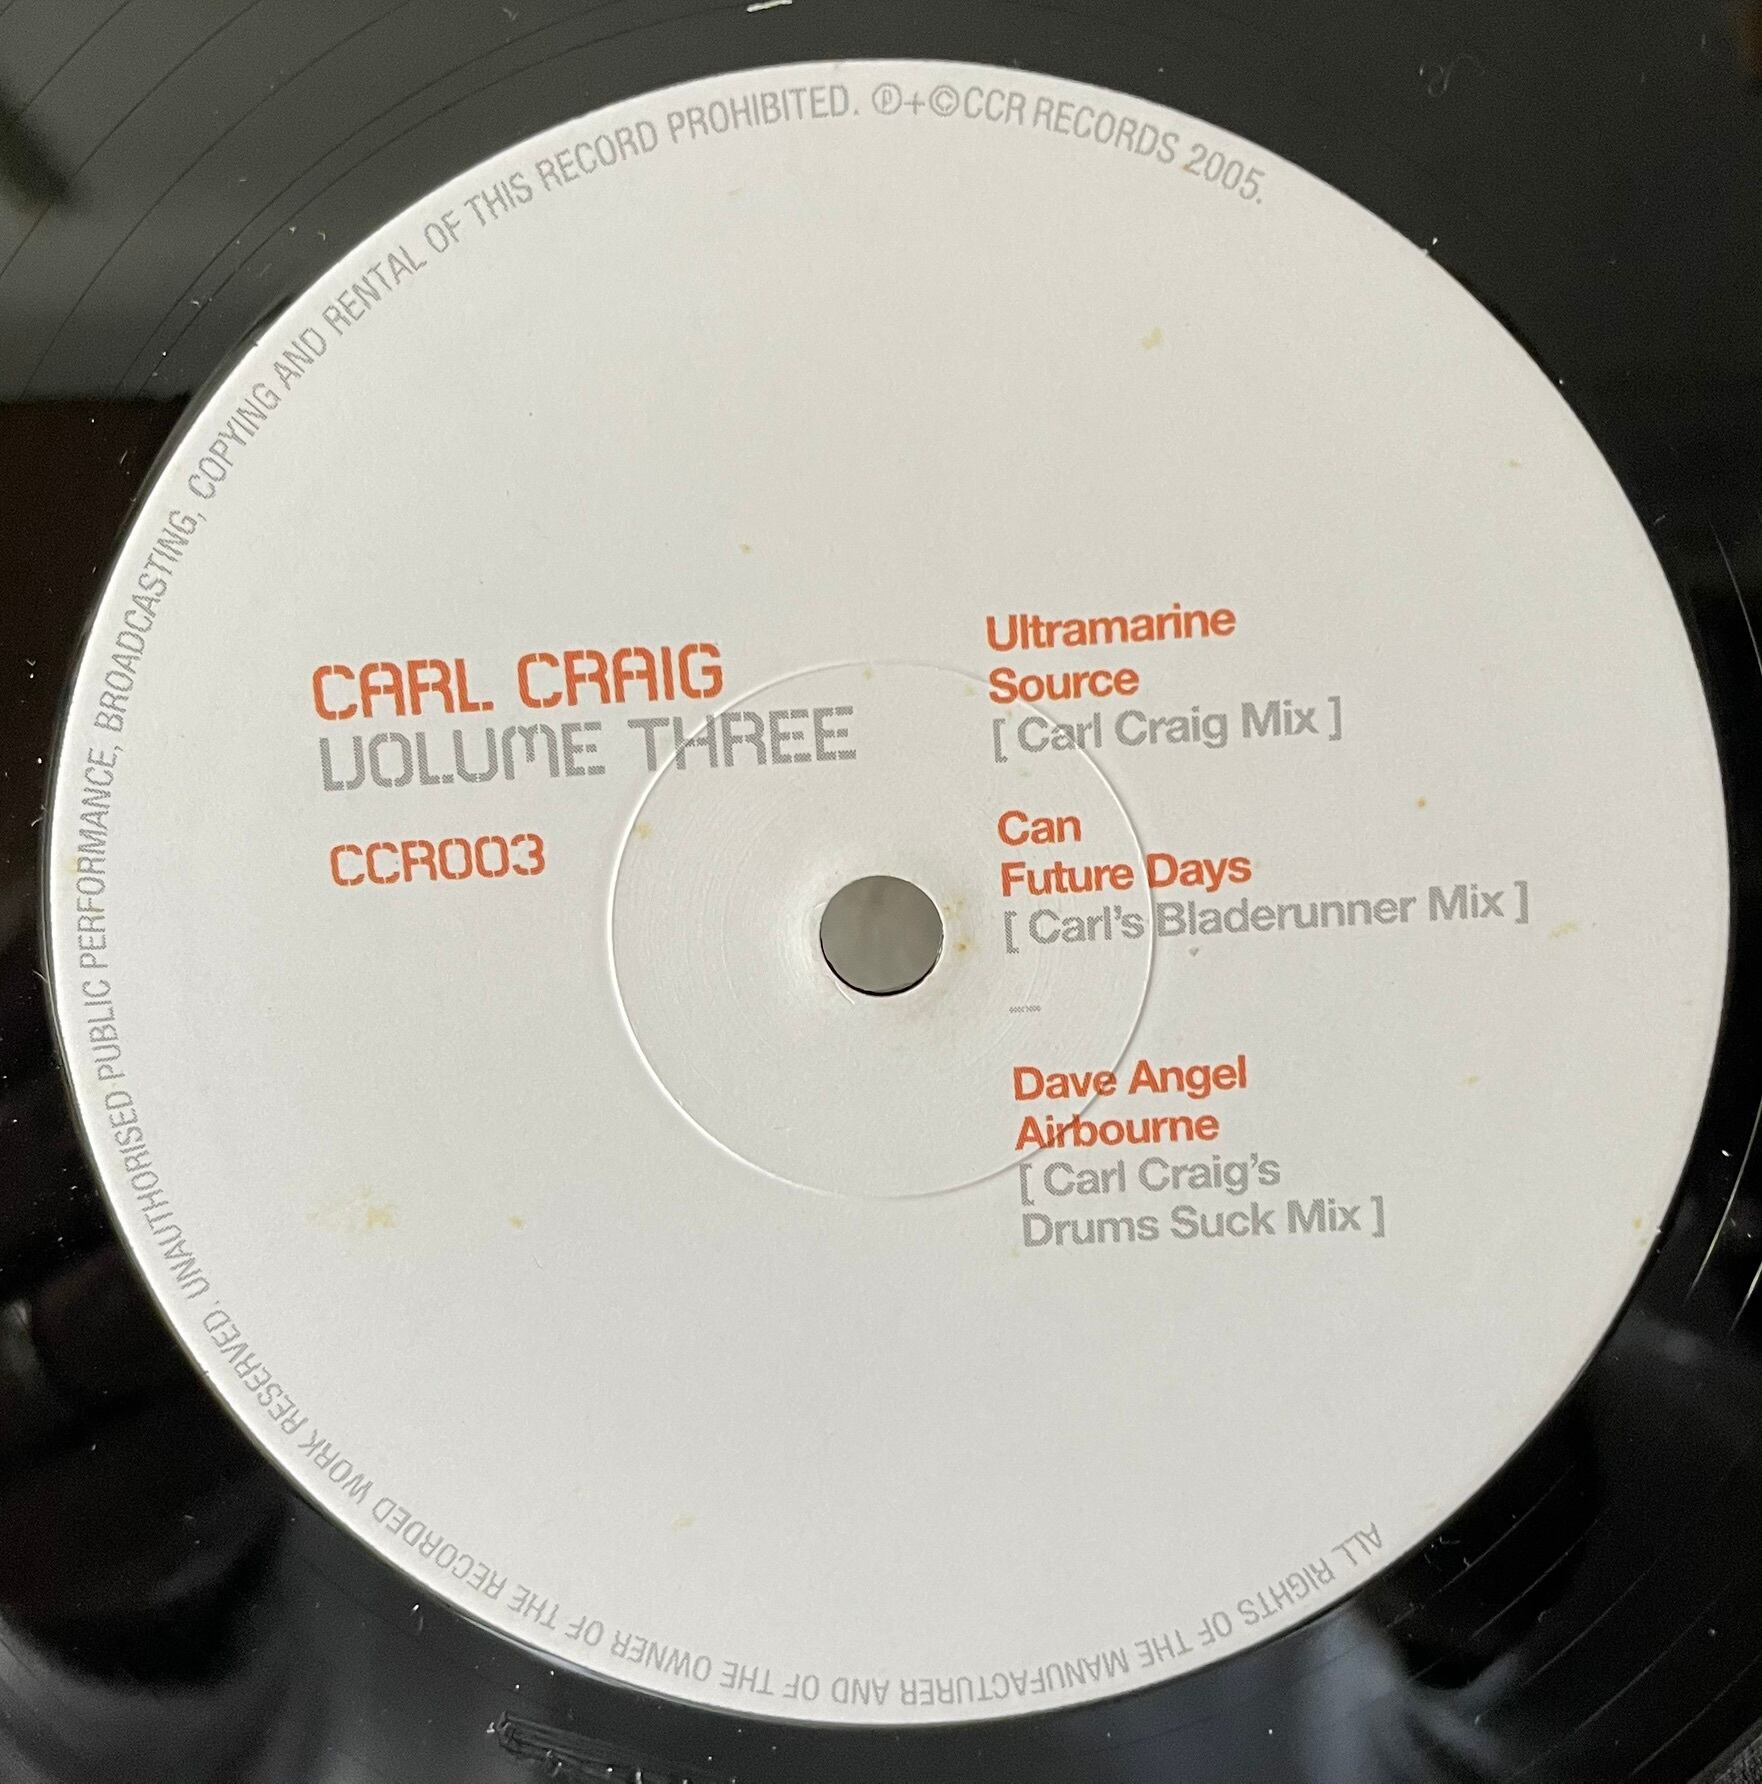 CARL CRAIG
VOLUME THREE
CCR003
Ultramarine
Source
[ Carl Craig Mix ]
Can
Future Days
[ Carl's Bladerunner Mix ]
Dave Angel
Airbourne
[ Carl Craig's
Drums Suck Mix ]
ALL RIGHTS OF THE MANUFACTURER AND OF THE OWNER OF THE RECORDED WORK RESERVED. UNAUTHORISED PUBLIC PERFORMANCE, BROADCASTING, COPYING AND RENTAL OF THIS RECORD PROHIBITED. ℗+©CCR RECORDS 2005.